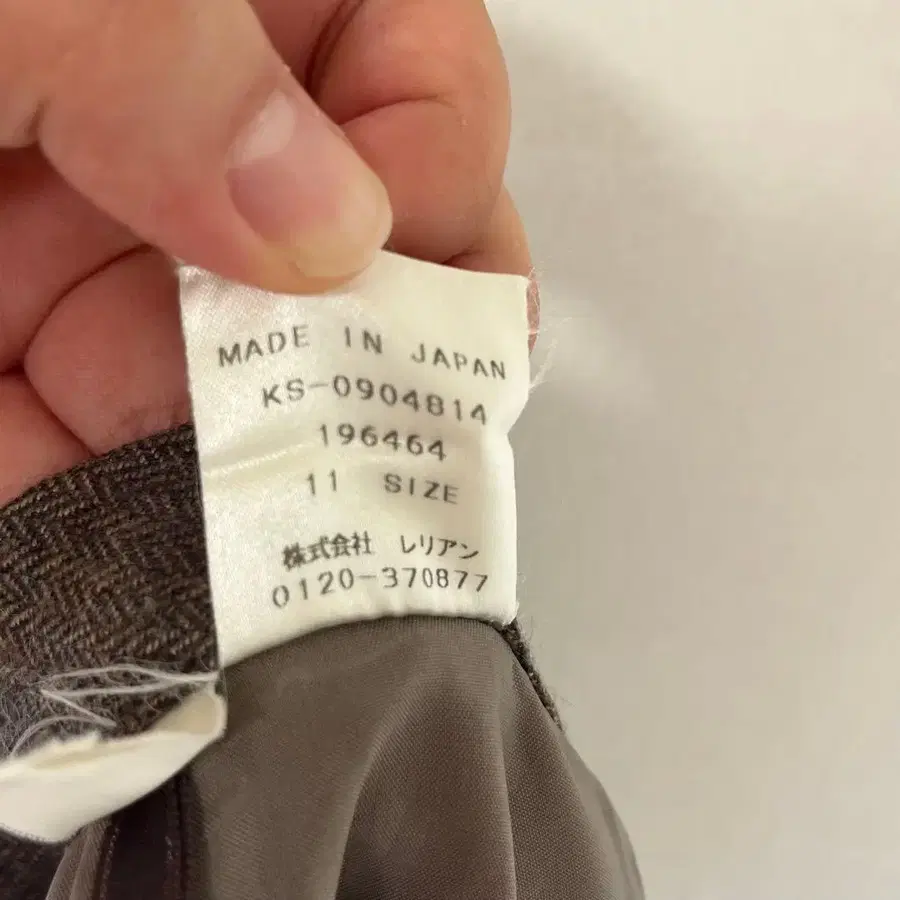 MADE IN JAPAN
KS-0904814
196464
11 SIZE
株式会社 レリアン
0120-370877